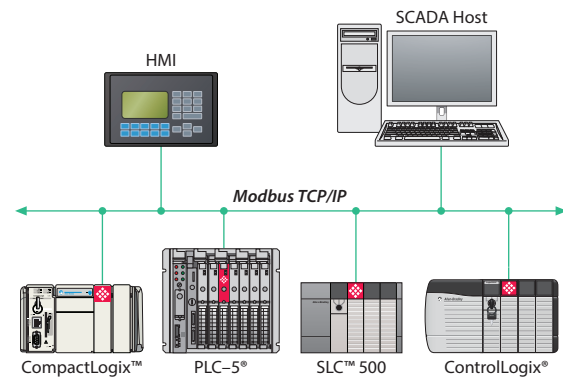 SCADA Host
HMI
Modbus TCP/IP
CompactLogix™
PLC–5®
SLC™ 500
ControlLogix®